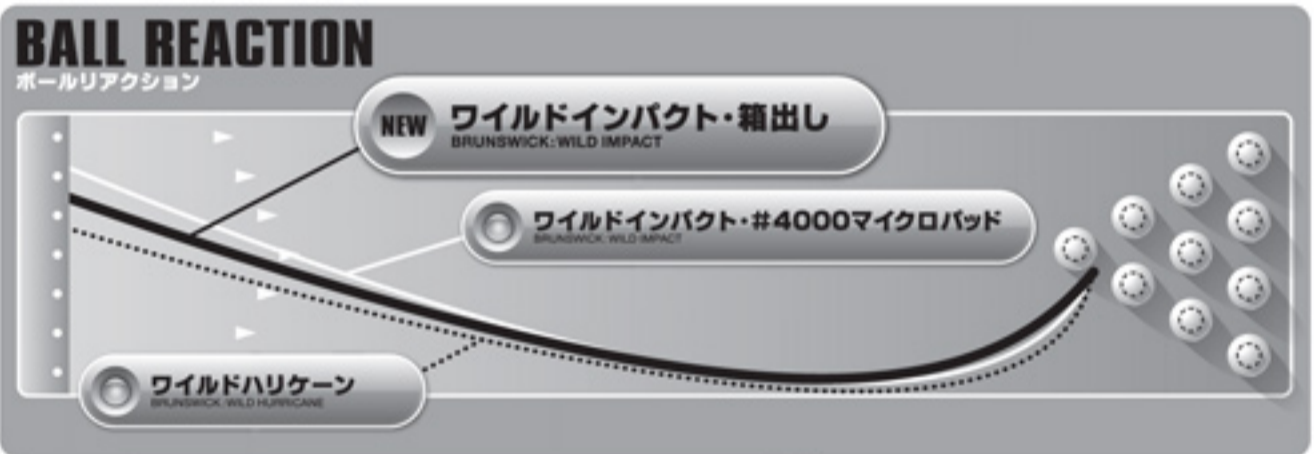 BALL REACTION
ボールリアクション
NEW
ワイルドインパクト・箱出し
BRUNSWICK:WILD IMPACT
ワイルドインパクト・#4000マイクロパッド
BRUNSWICK: WILD IMPACT
ワイルドハリケーン
BRUNSWICK: WILD HURRICANE